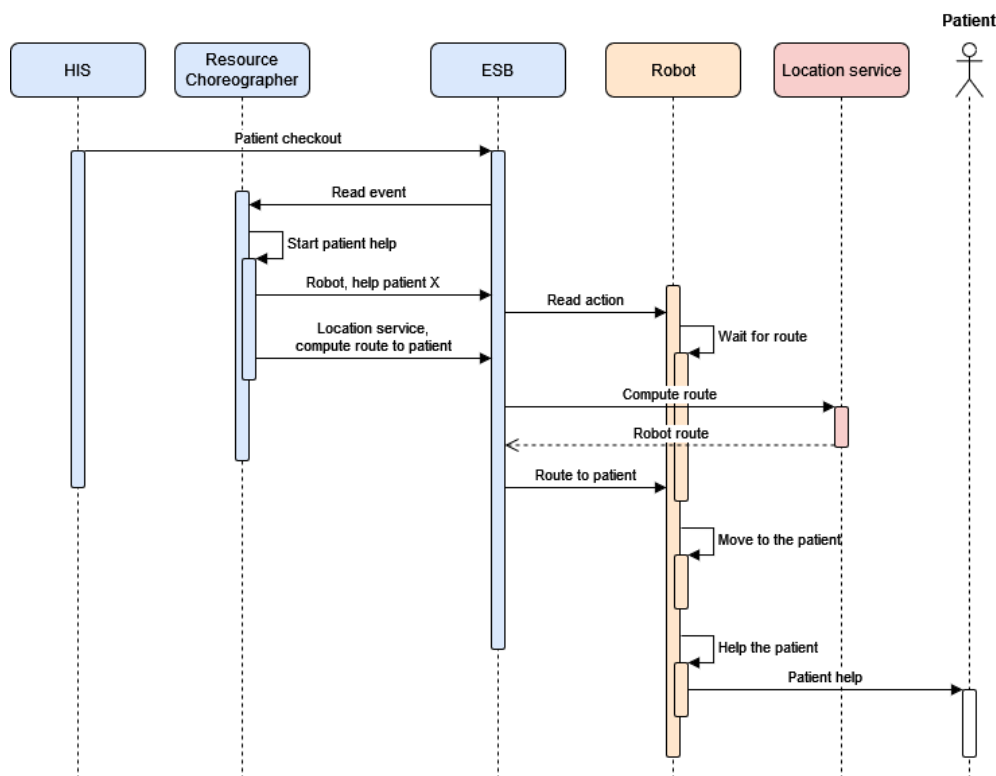 Patient
HIS
Resource
Choreographer
ESB
Robot
Location service
Patient checkout
Read event
Start patient help
Robot, help patient X
Read action
Location service,
compute route to patient
Wait for route
Compute route
Robot route
Route to patient
Move to the patient
Help the patient
Patient help